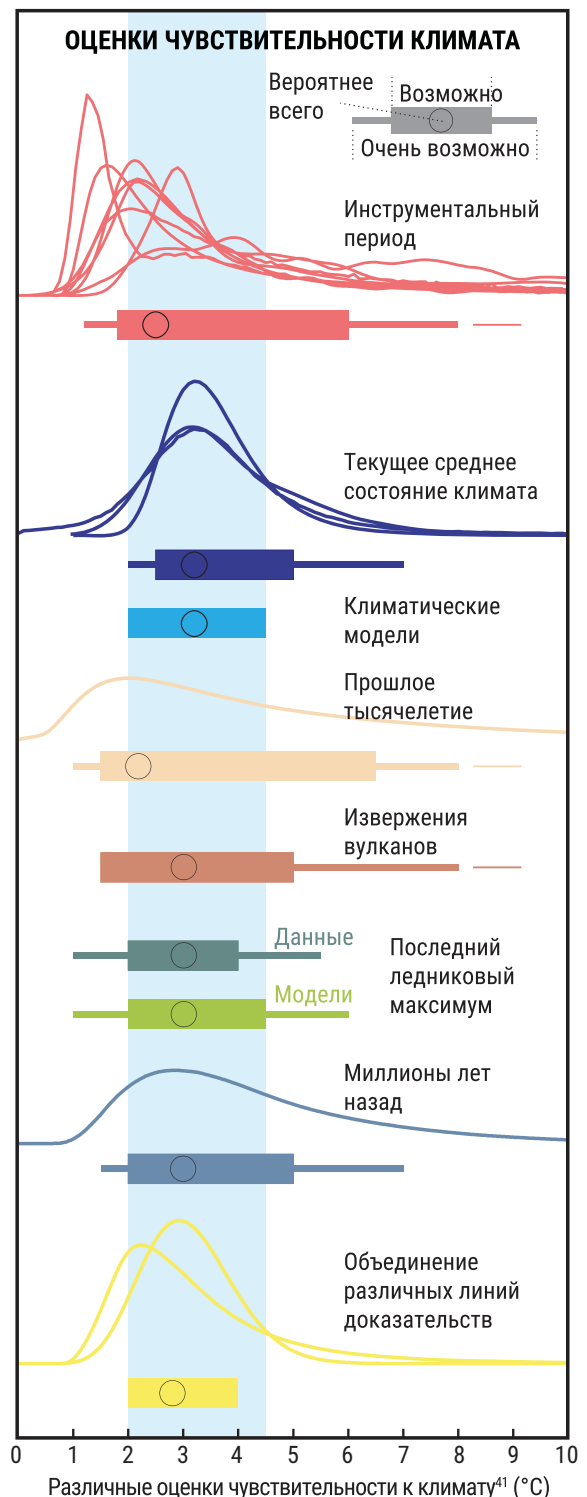 ОЦЕНКИ ЧУВСТВИТЕЛЬНОСТИ КЛИМАТА
Вероятнее
всего
Возможно
Очень возможно
Инструментальный
период
Текущее среднее
состояние климата
Климатические
модели
Прошлое
тысячелетие
Извержения
вулканов
Данные
Модели
Последний
ледниковый
максимум
Миллионы лет
назад
Объединение
различных линий
доказательств
0 1 2 3 4 5 6 7 8 9 10
Различные оценки чувствительности к климату⁴¹ (°C)